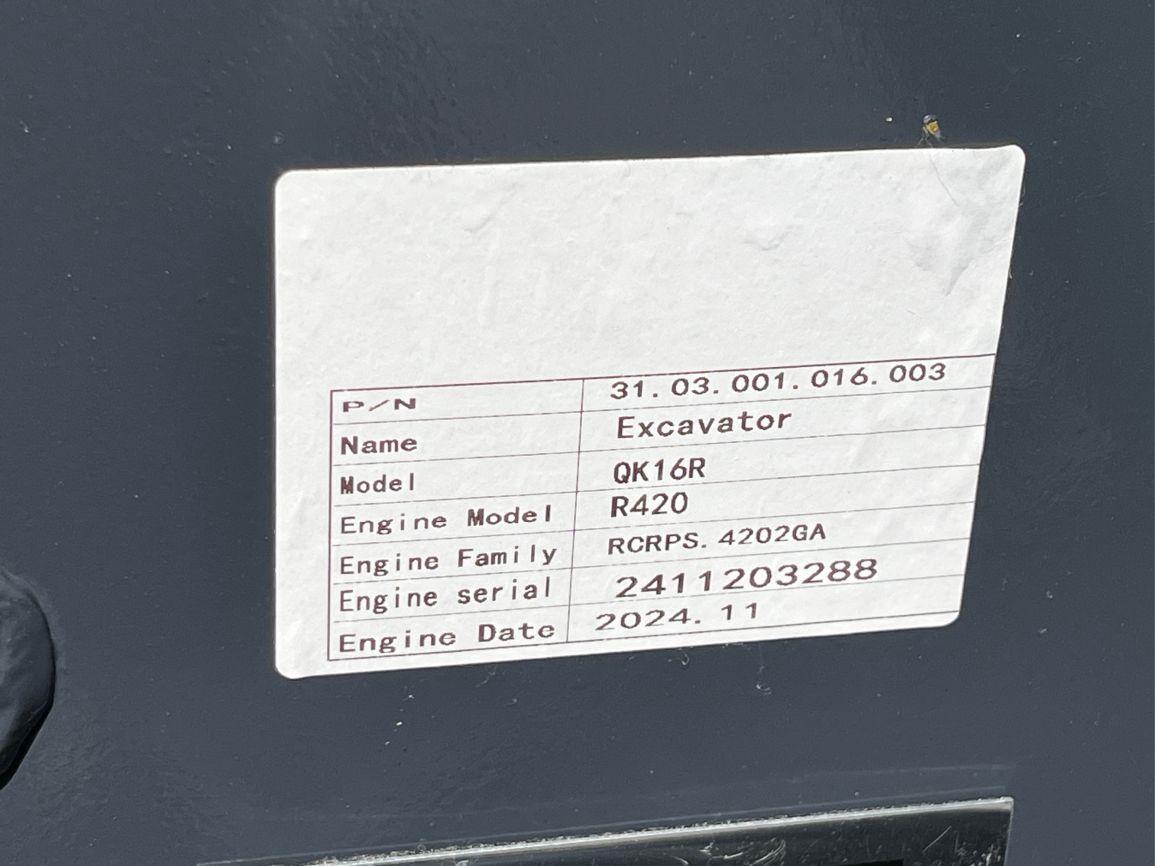 P/N 31.03.001.016.003
Name Excavator
Model QK16R
Engine Model R420
Engine Family RCRPS.4202GA
Engine serial 2411203288
Engine Date 2024.11